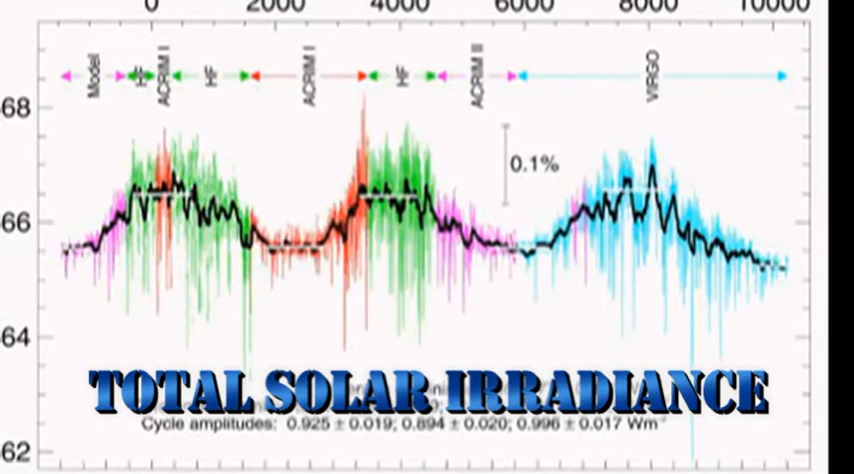 0 2000 4000 6000 8000 10000
Model HF ACRIM I HF ACRIM I HF ACRIM II VIRGO
68
0.1%
66
64
TOTAL SOLAR IRRADIANCE
Cycle amplitudes: 0.925 ± 0.019; 0.894 ± 0.020; 0.996 ± 0.017 Wm⁻²
62